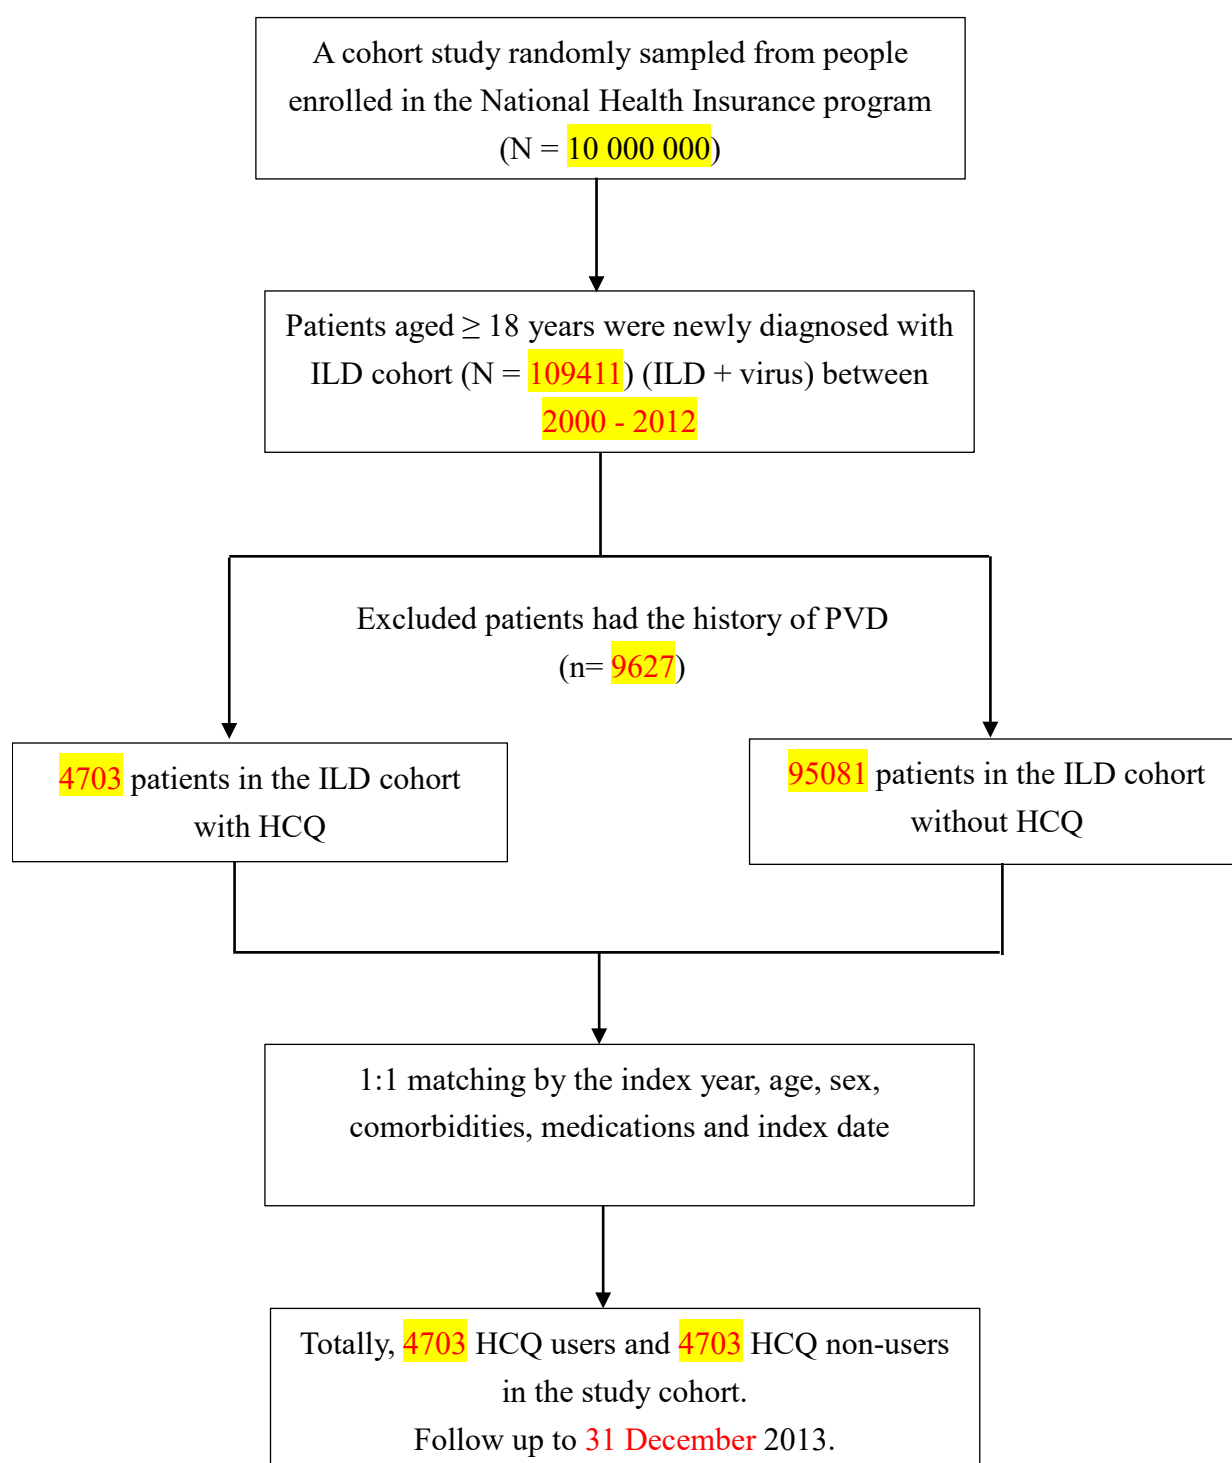 A cohort study randomly sampled from people
enrolled in the National Health Insurance program
(N = 10 000 000)
Patients aged ≥ 18 years were newly diagnosed with
ILD cohort (N = 109411) (ILD + virus) between
2000 - 2012
Excluded patients had the history of PVD
(n= 9627)
4703 patients in the ILD cohort
with HCQ
95081 patients in the ILD cohort
without HCQ
1:1 matching by the index year, age, sex,
comorbidities, medications and index date
Totally, 4703 HCQ users and 4703 HCQ non-users
in the study cohort.
Follow up to 31 December 2013.